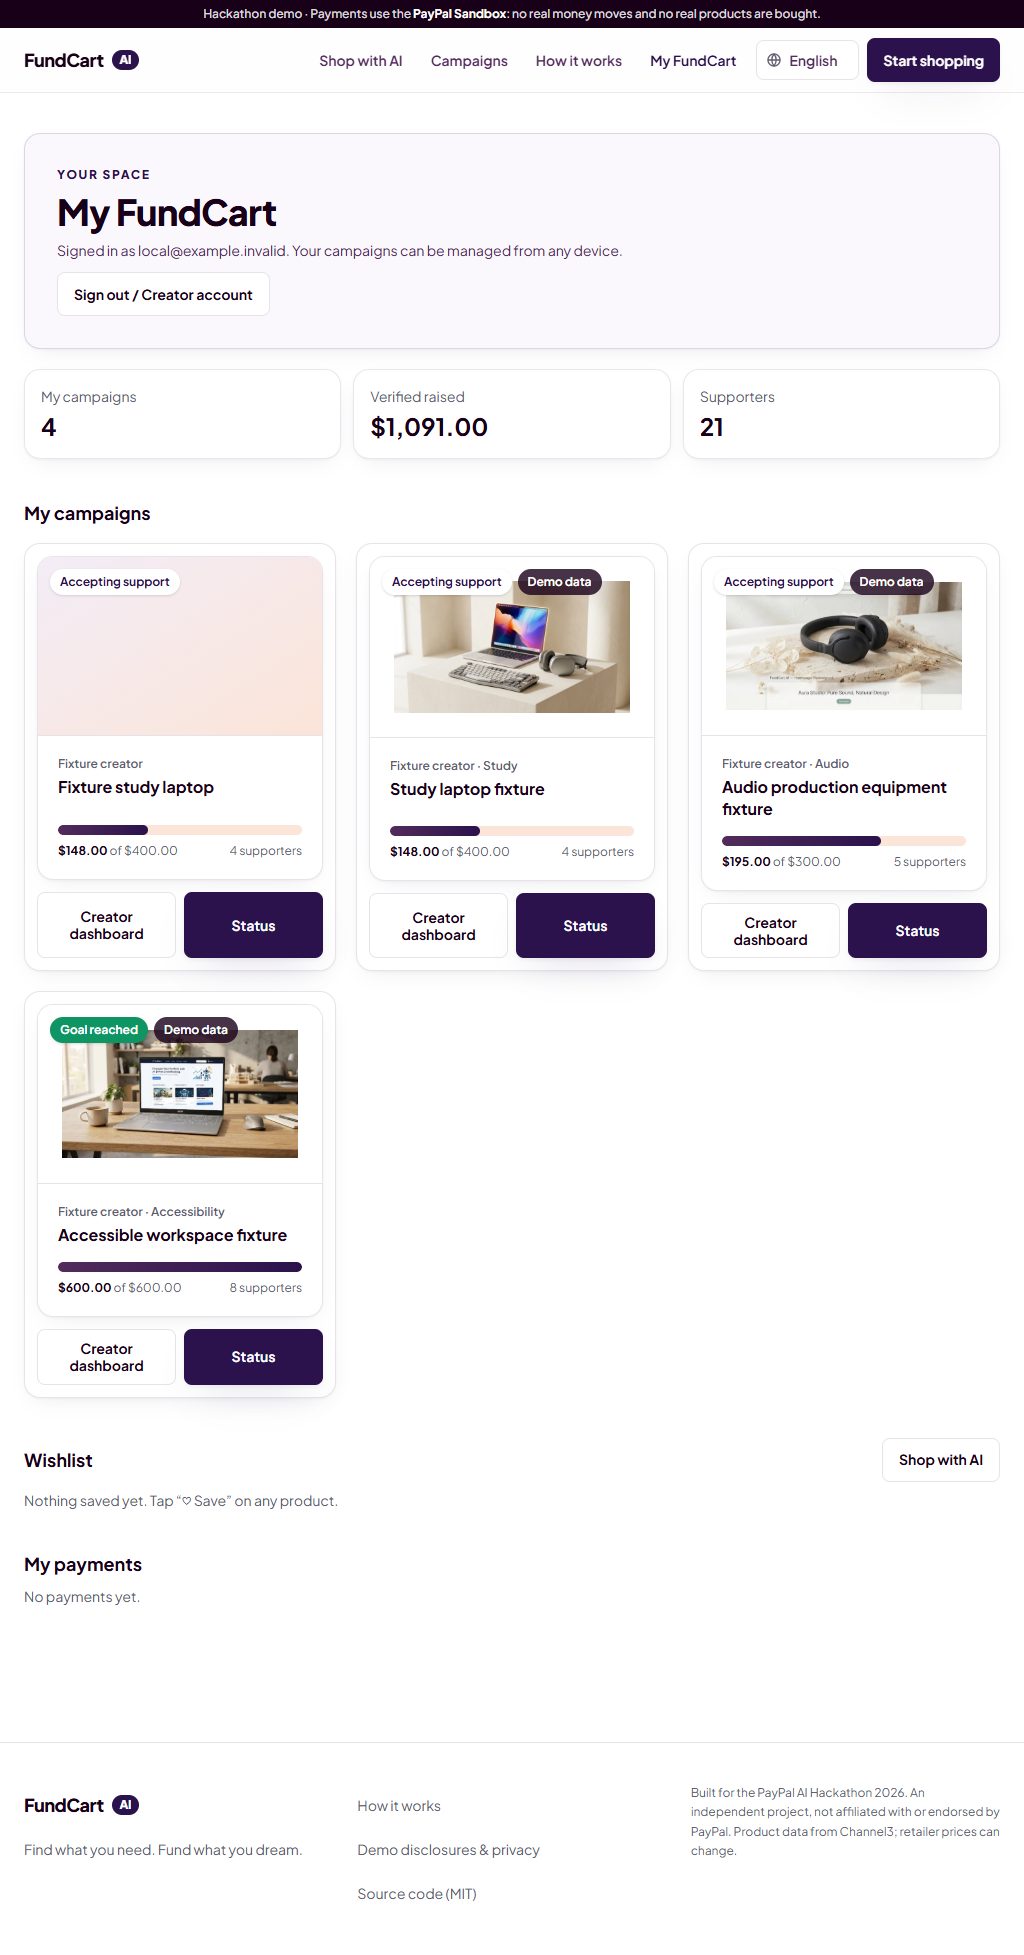 Hackathon demo · Payments use the PayPal Sandbox: no real money moves and no real products are bought.
FundCart AI
Shop with AI
Campaigns
How it works
My FundCart
English
Start shopping
YOUR SPACE
My FundCart
Signed in as local@example.invalid. Your campaigns can be managed from any device.
Sign out / Creator account
My campaigns
4
Verified raised
$1,091.00
Supporters
21
My campaigns
Accepting support
Fixture creator
Fixture study laptop
$148.00 of $400.00
4 supporters
Creator
dashboard
Status
Accepting support
Demo data
Fixture creator · Study
Study laptop fixture
$148.00 of $400.00
4 supporters
Creator
dashboard
Status
Accepting support
Demo data
Aura Studio: Pure Sound, Natural Design
Fixture creator · Audio
Audio production equipment
fixture
$195.00 of $300.00
5 supporters
Creator
dashboard
Status
Goal reached
Demo data
Fixture creator · Accessibility
Accessible workspace fixture
$600.00 of $600.00
8 supporters
Creator
dashboard
Status
Wishlist
Shop with AI
Nothing saved yet. Tap “♡ Save” on any product.
My payments
No payments yet.
FundCart AI
Find what you need. Fund what you dream.
How it works
Demo disclosures & privacy
Source code (MIT)
Built for the PayPal AI Hackathon 2026. An
independent project, not affiliated with or endorsed by
PayPal. Product data from Channel3; retailer prices can
change.